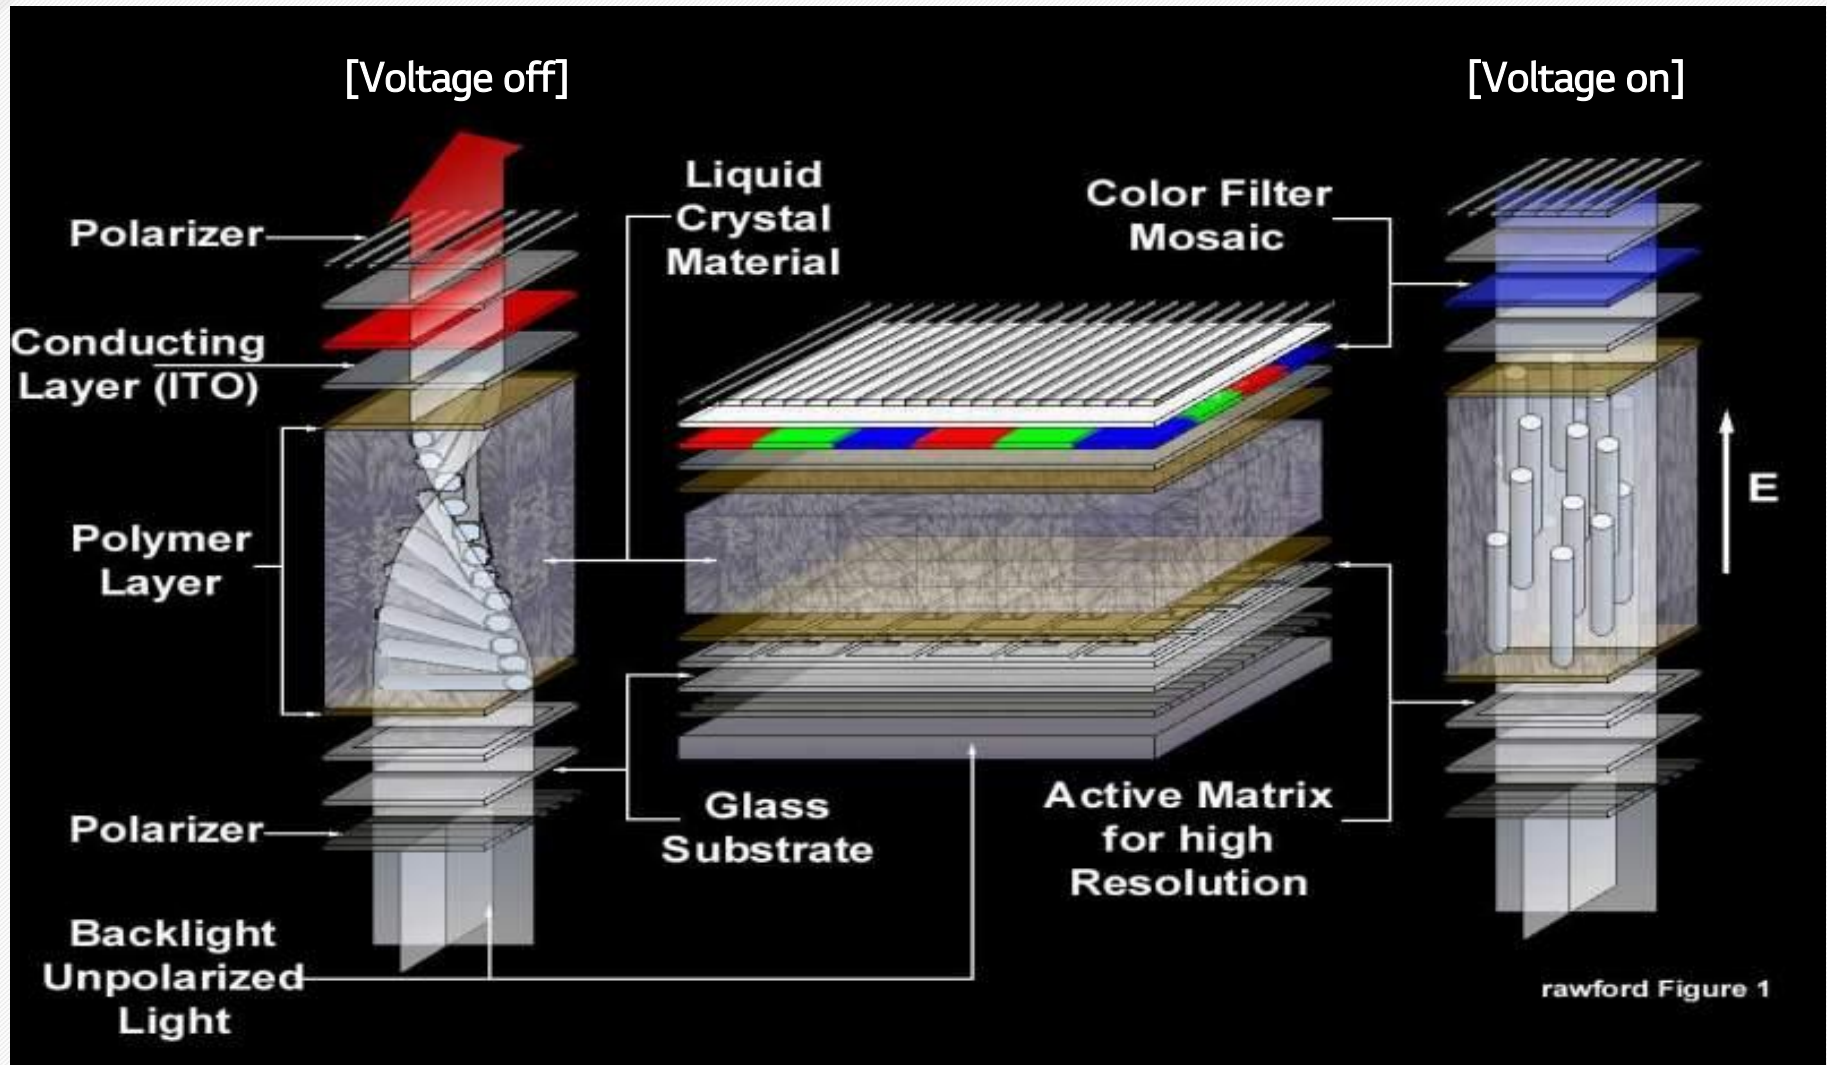 [Voltage off]
[Voltage on]
Liquid
Crystal
Material
Color Filter
Mosaic
Polarizer
Conducting
Layer (ITO)
Polymer
Layer
E
Polarizer
Glass
Substrate
Active Matrix
for high
Resolution
Backlight
Unpolarized
Light
rawford Figure 1